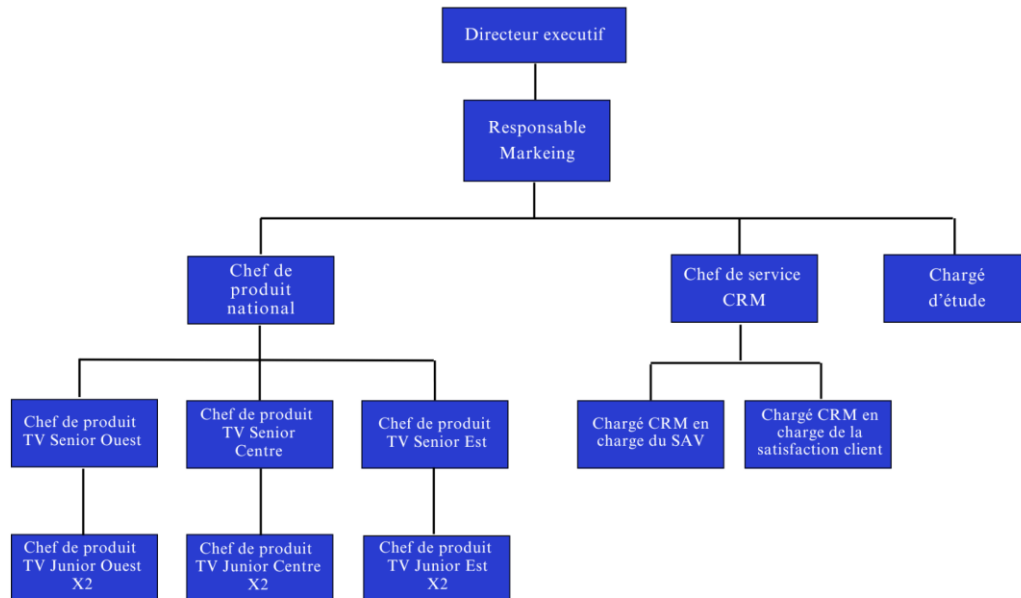 Directeur executif
Responsable
Markeing
Chef de
produit
national
Chef de service
CRM
Chargé
d'étude
Chef de produit
TV Senior Ouest
Chef de produit
TV Senior
Centre
Chef de produit
TV Senior Est
Chargé CRM en
charge du SAV
Chargé CRM en
charge de la
satisfaction client
Chef de produit
TV Junior Ouest
X2
Chef de produit
TV Junior Centre
X2
Chef de produit
TV Junior Est
X2